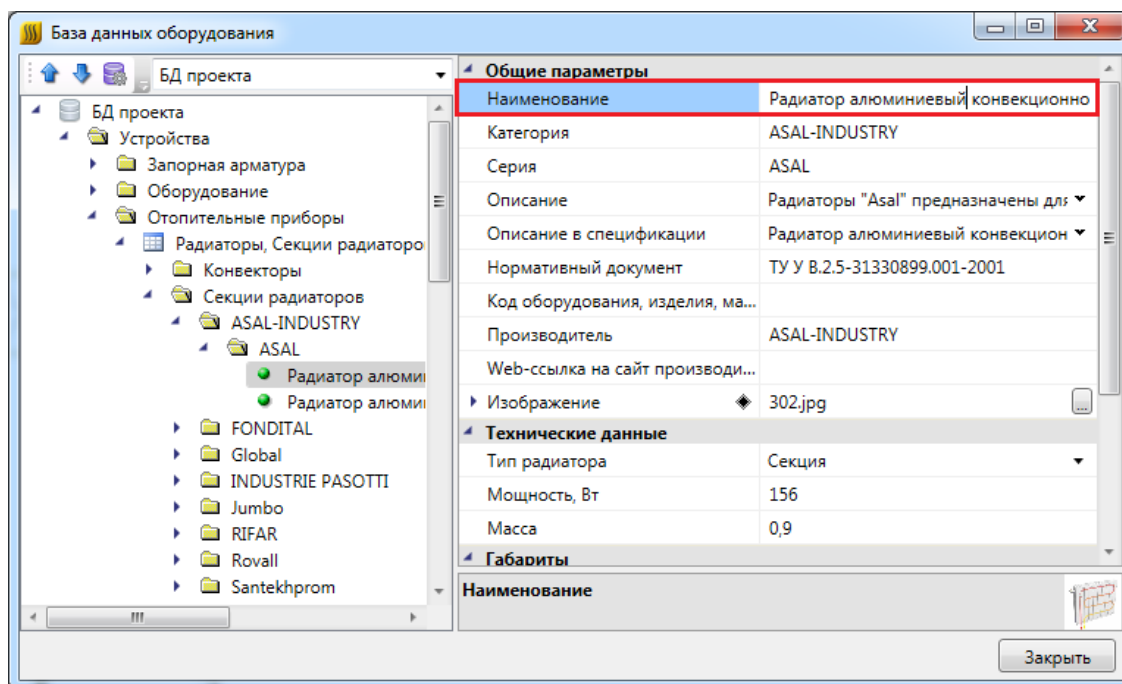 База данных оборудования
БД проекта
БД проекта
Устройства
Запорная арматура
Оборудование
Отопительные приборы
Радиаторы, Секции радиаторо
Конвекторы
Секции радиаторов
ASAL-INDUSTRY
ASAL
Радиатор алюми
Радиатор алюми
FONDITAL
Global
INDUSTRIE PASOTTI
Jumbo
RIFAR
Rovall
Santekhprom
Общие параметры
Наименование Радиатор алюминиевый конвекционно
Категория ASAL-INDUSTRY
Серия ASAL
Описание Радиаторы "Asal" предназначены для
Описание в спецификации Радиатор алюминиевый конвекцион
Нормативный документ ТУ У В.2.5-31330899.001-2001
Код оборудования, изделия, ма...
Производитель ASAL-INDUSTRY
Web-ссылка на сайт производи...
Изображение 302.jpg ...
Технические данные
Тип радиатора Секция
Мощность, Вт 156
Масса 0,9
Габариты
Наименование
Закрыть